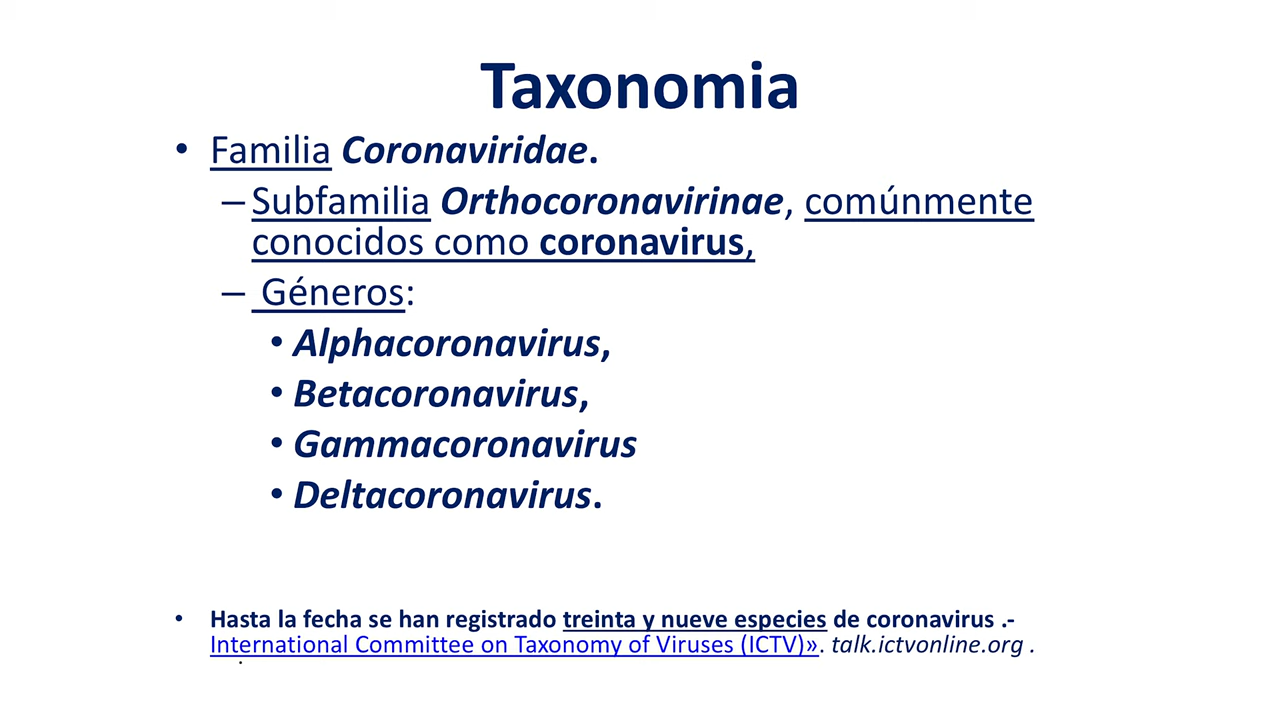 Taxonomia
• Familia Coronaviridae.
– Subfamilia Orthocoronavirinae, comúnmente
conocidos como coronavirus,
– Géneros:
• Alphacoronavirus,
• Betacoronavirus,
• Gammacoronavirus
• Deltacoronavirus.
• Hasta la fecha se han registrado treinta y nueve especies de coronavirus .-
International Committee on Taxonomy of Viruses (ICTV)». talk.ictvonline.org .
.